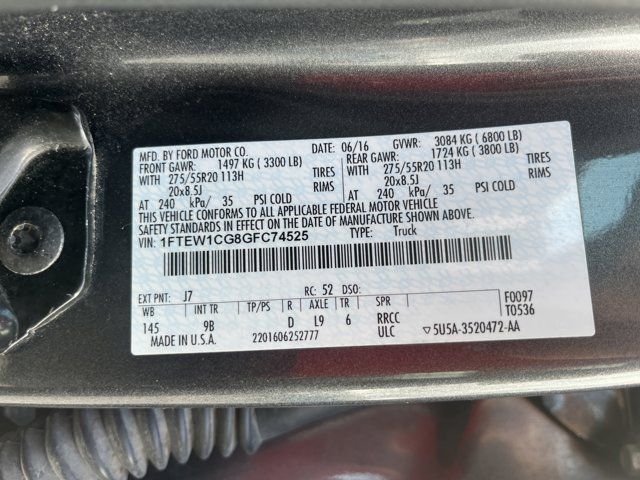 MFD. BY FORD MOTOR CO. DATE: 06/16 GVWR: 3084 KG ( 6800 LB)
FRONT GAWR: 1497 KG ( 3300 LB) REAR GAWR: 1724 KG ( 3800 LB)
WITH 275/55R20 113H TIRES WITH 275/55R20 113H TIRES
20x8.5J RIMS 20x8.5J RIMS
AT 240 kPa/ 35 PSI COLD AT 240 kPa/ 35 PSI COLD
THIS VEHICLE CONFORMS TO ALL APPLICABLE FEDERAL MOTOR VEHICLE
SAFETY STANDARDS IN EFFECT ON THE DATE OF MANUFACTURE SHOWN ABOVE.
VIN: 1FTEW1CG8GFC74525 TYPE: Truck
EXT PNT: J7 RC: 52 DSO: F0097
WB INT TR TP/PS R AXLE TR SPR T0536
145 9B D L9 6 RRCC
MADE IN U.S.A. 2201606252777 ULC ▽5U5A-3520472-AA